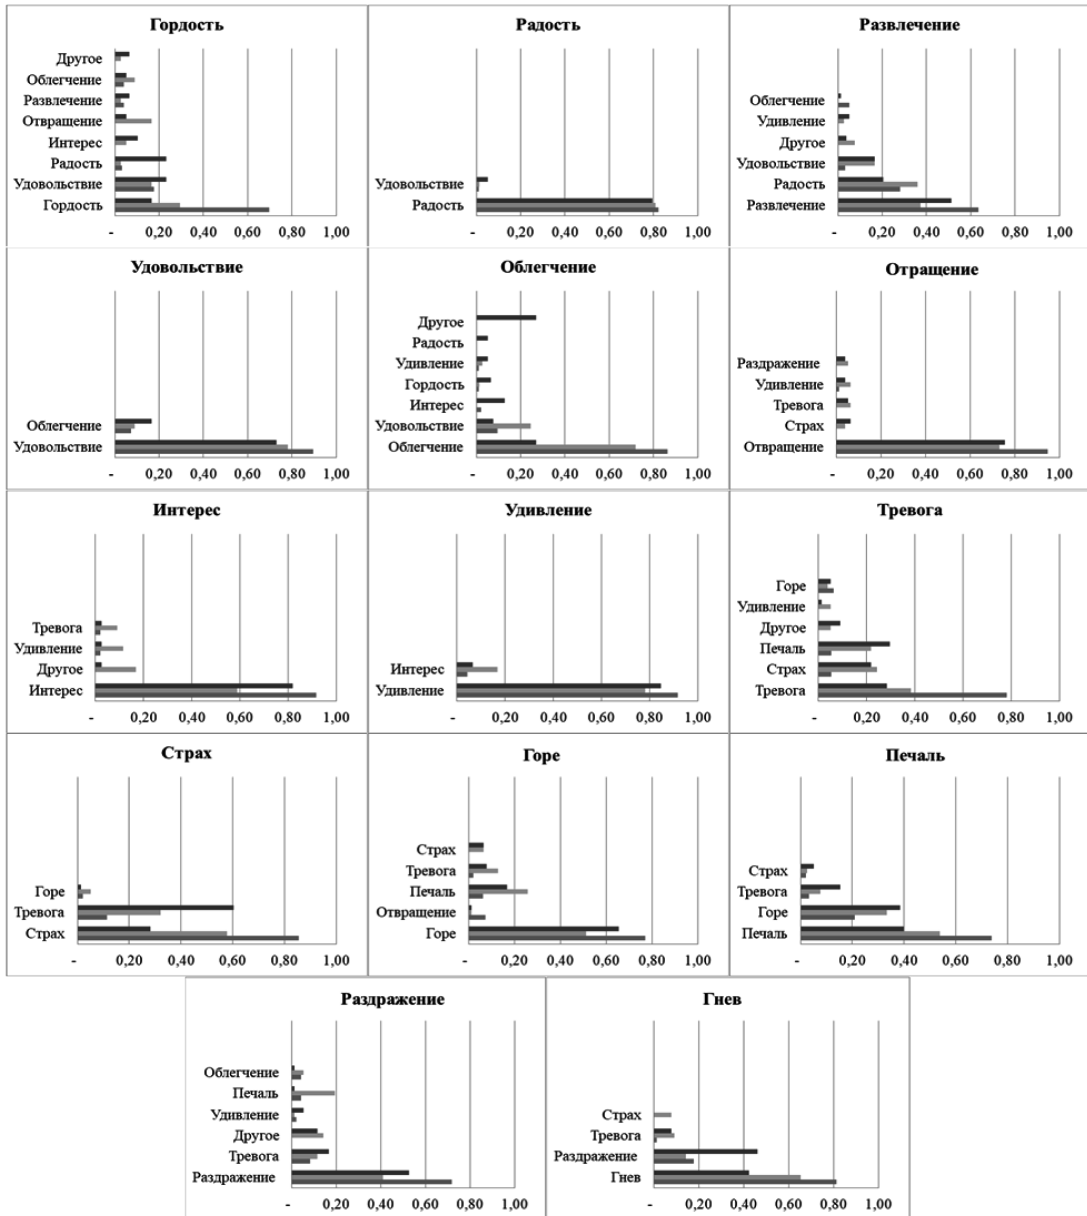 Гордость
Другое
Облегчение
Развлечение
Отвращение
Интерес
Радость
Удовольствие
Гордость
- 0,20 0,40 0,60 0,80 1,00
Радость
Удовольствие
Радость
- 0,20 0,40 0,60 0,80 1,00
Развлечение
Облегчение
Удивление
Другое
Удовольствие
Радость
Развлечение
- 0,20 0,40 0,60 0,80 1,00
Удовольствие
Облегчение
Удовольствие
- 0,20 0,40 0,60 0,80 1,00
Облегчение
Другое
Радость
Удивление
Гордость
Интерес
Удовольствие
Облегчение
- 0,20 0,40 0,60 0,80 1,00
Отращение
Раздражение
Удивление
Тревога
Страх
Отвращение
- 0,20 0,40 0,60 0,80 1,00
Интерес
Тревога
Удивление
Другое
Интерес
- 0,20 0,40 0,60 0,80 1,00
Удивление
Интерес
Удивление
- 0,20 0,40 0,60 0,80 1,00
Тревога
Горе
Удивление
Другое
Печаль
Страх
Тревога
- 0,20 0,40 0,60 0,80 1,00
Страх
Горе
Тревога
Страх
- 0,20 0,40 0,60 0,80 1,00
Горе
Страх
Тревога
Печаль
Отвращение
Горе
- 0,20 0,40 0,60 0,80 1,00
Печаль
Страх
Тревога
Горе
Печаль
- 0,20 0,40 0,60 0,80 1,00
Раздражение
Облегчение
Печаль
Удивление
Другое
Тревога
Раздражение
- 0,20 0,40 0,60 0,80 1,00
Гнев
Страх
Тревога
Раздражение
Гнев
- 0,20 0,40 0,60 0,80 1,00